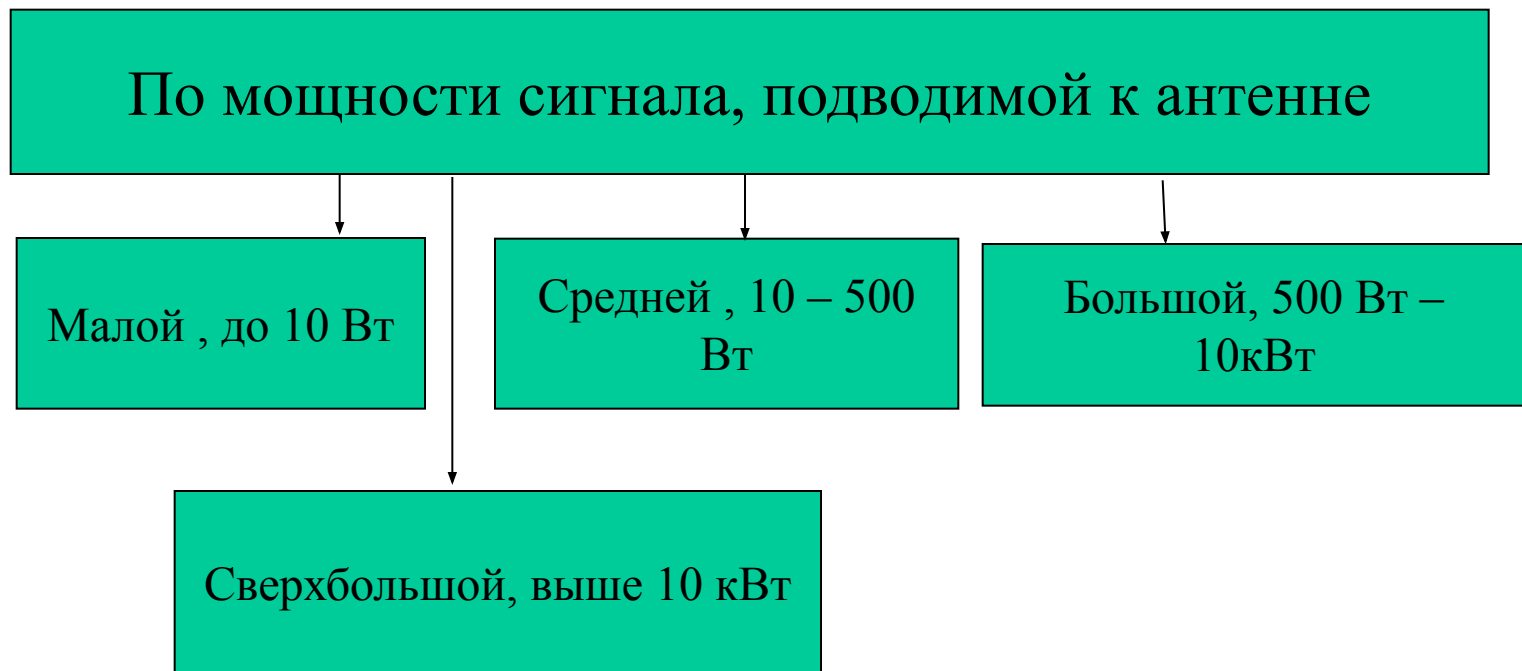 По мощности сигнала, подводимой к антенне
Малой , до 10 Вт
Средней , 10 – 500
Вт
Большой, 500 Вт –
10кВт
Сверхбольшой, выше 10 кВт